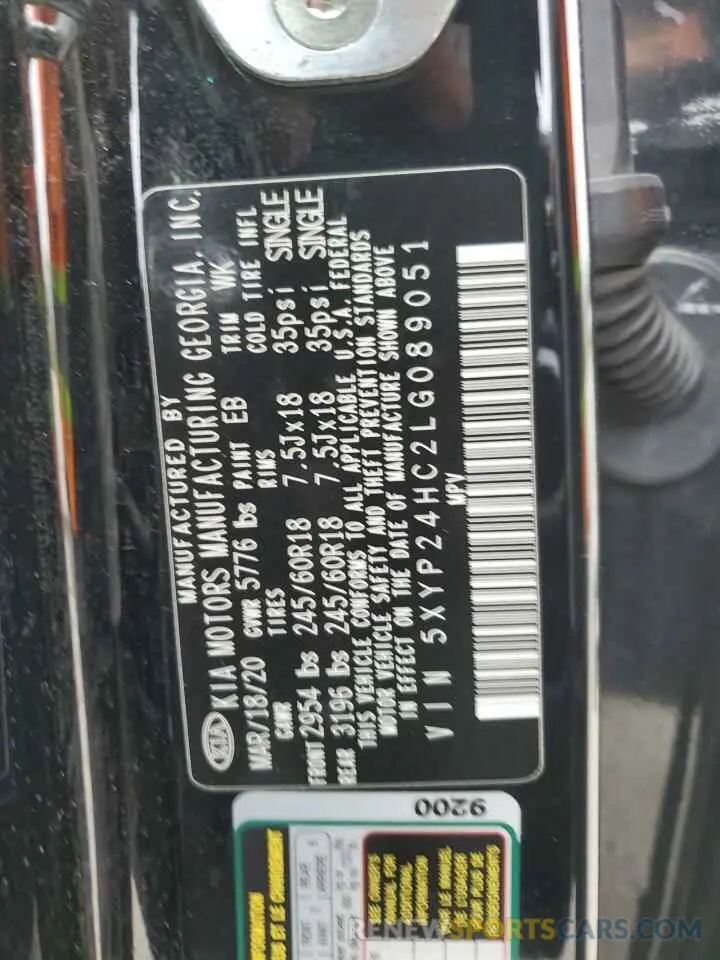 MANUFACTURED BY
KIA KIA MOTORS MANUFACTURING GEORGIA, INC.
MAR/18/20 GVWR 5776 lbs PAINT EB TRIM WK
GAWR TIRES RIMS COLD TIRE INFL
FRONT 2954 lbs 245/60R18 7.5Jx18 35psi SINGLE
REAR 3196 lbs 245/60R18 7.5Jx18 35psi SINGLE
THIS VEHICLE CONFORMS TO ALL APPLICABLE U.S.A. FEDERAL
MOTOR VEHICLE SAFETY AND THEFT PREVENTION STANDARDS
IN EFFECT ON THE DATE OF MANUFACTURE SHOWN ABOVE
VIN 5XYP24HC2LG089051
MPV
9200
RENEWSPORTSCARS.COM